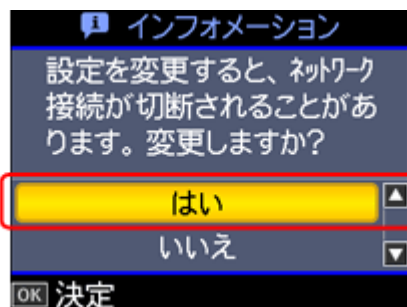 インフォメーション
設定を変更すると、ネットワーク
接続が切断されることがあ
ります。変更しますか?
はい
いいえ
OK 決定